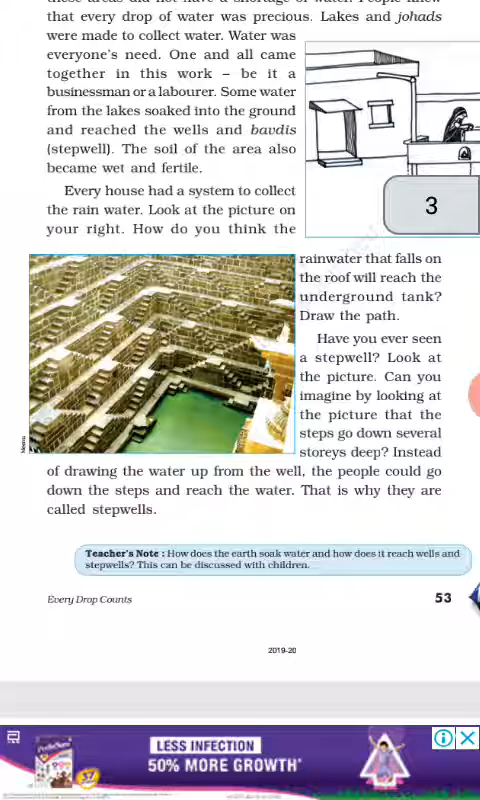 that every drop of water was precious. Lakes and johads
were made to collect water. Water was
everyone's need. One and all came
together in this work – be it a
businessman or a labourer. Some water
from the lakes soaked into the ground
and reached the wells and bavdis
(stepwell). The soil of the area also
became wet and fertile.
Every house had a system to collect
the rain water. Look at the picture on
your right. How do you think the
3
rainwater that falls on
the roof will reach the
underground tank?
Draw the path.
Have you ever seen
a stepwell? Look at
the picture. Can you
imagine by looking at
the picture that the
steps go down several
storeys deep? Instead
of drawing the water up from the well, the people could go
down the steps and reach the water. That is why they are
called stepwells.
Teacher's Note : How does the earth soak water and how does it reach wells and
stepwells? This can be discussed with children.
Every Drop Counts
53
2019-20
LESS INFECTION
50% MORE GROWTH*